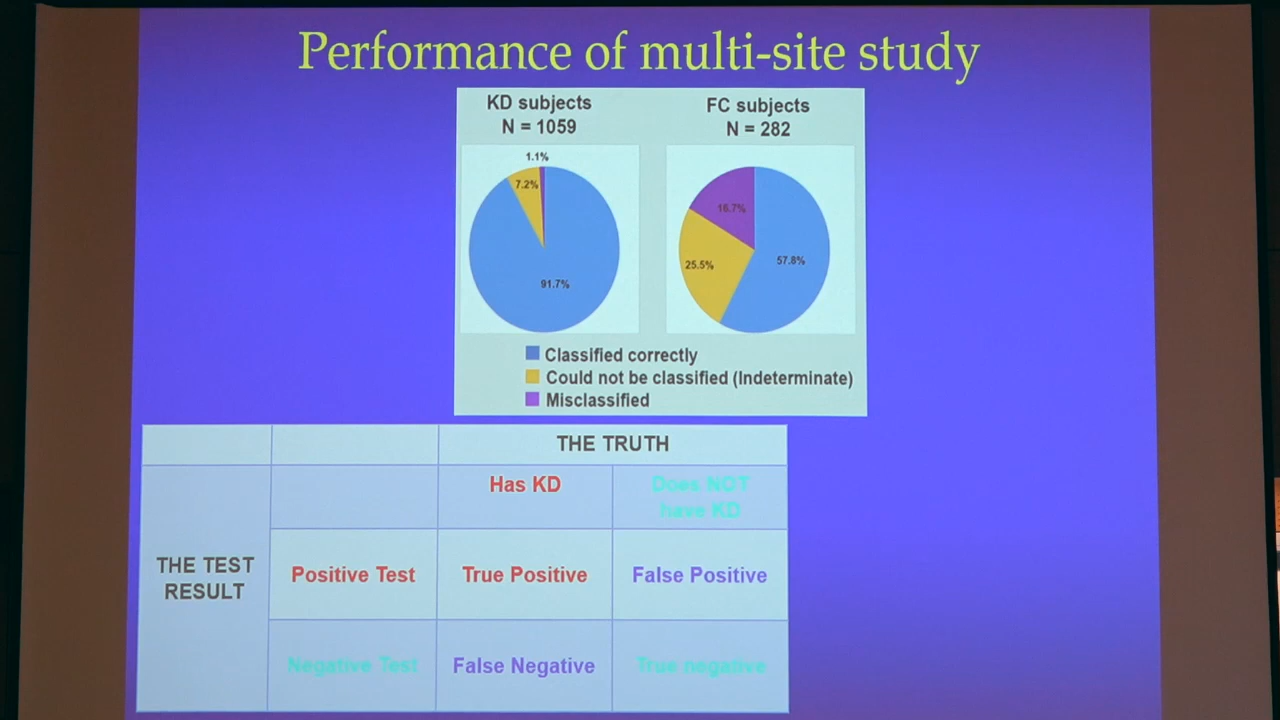 Performance of multi-site study
KD subjects
N = 1059
1.1%
7.2%
91.7%
FC subjects
N = 282
16.7%
25.5%
57.8%
Classified correctly
Could not be classified (Indeterminate)
Misclassified
THE TRUTH
Has KD
Does NOT
have KD
THE TEST
RESULT
Positive Test
True Positive
False Positive
Negative Test
False Negative
True negative